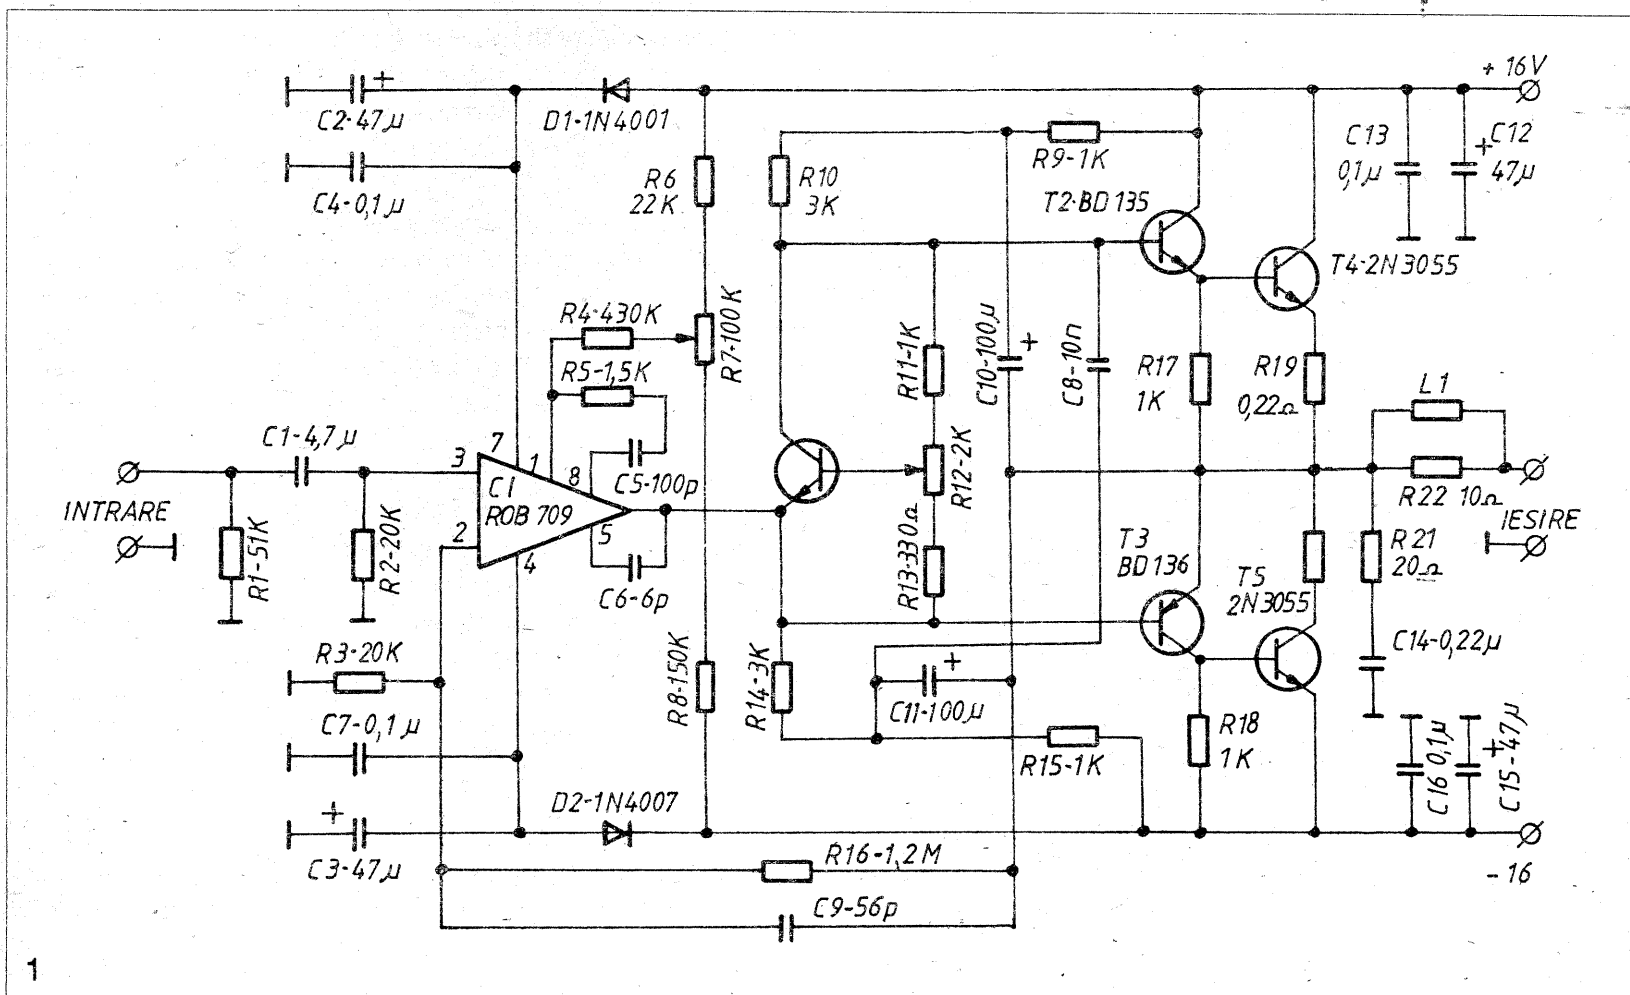 + 16V
C2-47µ
D1-1N4001
C13
0,1µ
C12
47µ
+
+
R9-1K
C4-0,1µ
R6
22K
R10
3K
T2-BD135
T4-2N3055
R4-430K
R7-100K
R5-1,5K
R11-1K
C10-100µ
+
C8-10n
R17
1K
R19
0,22Ω
L1
C1-4,7µ
7
3
1
8
C5-100p
R12-2K
CI
ROB 709
R22 10Ω
INTRARE
IESIRE
2
5
4
R1-51K
R2-20K
C6-6p
R13-330Ω
T3
BD136
T5
2N3055
R21
20Ω
R3-20K
R8-150K
R14-3K
+
C11-100µ
C14-0,22µ
C7-0,1µ
R18
1K
R15-1K
C16 0,1µ
+
C15-47µ
D2-1N4007
+
C3-47µ
R16-1,2M
-16
C9-56p
1